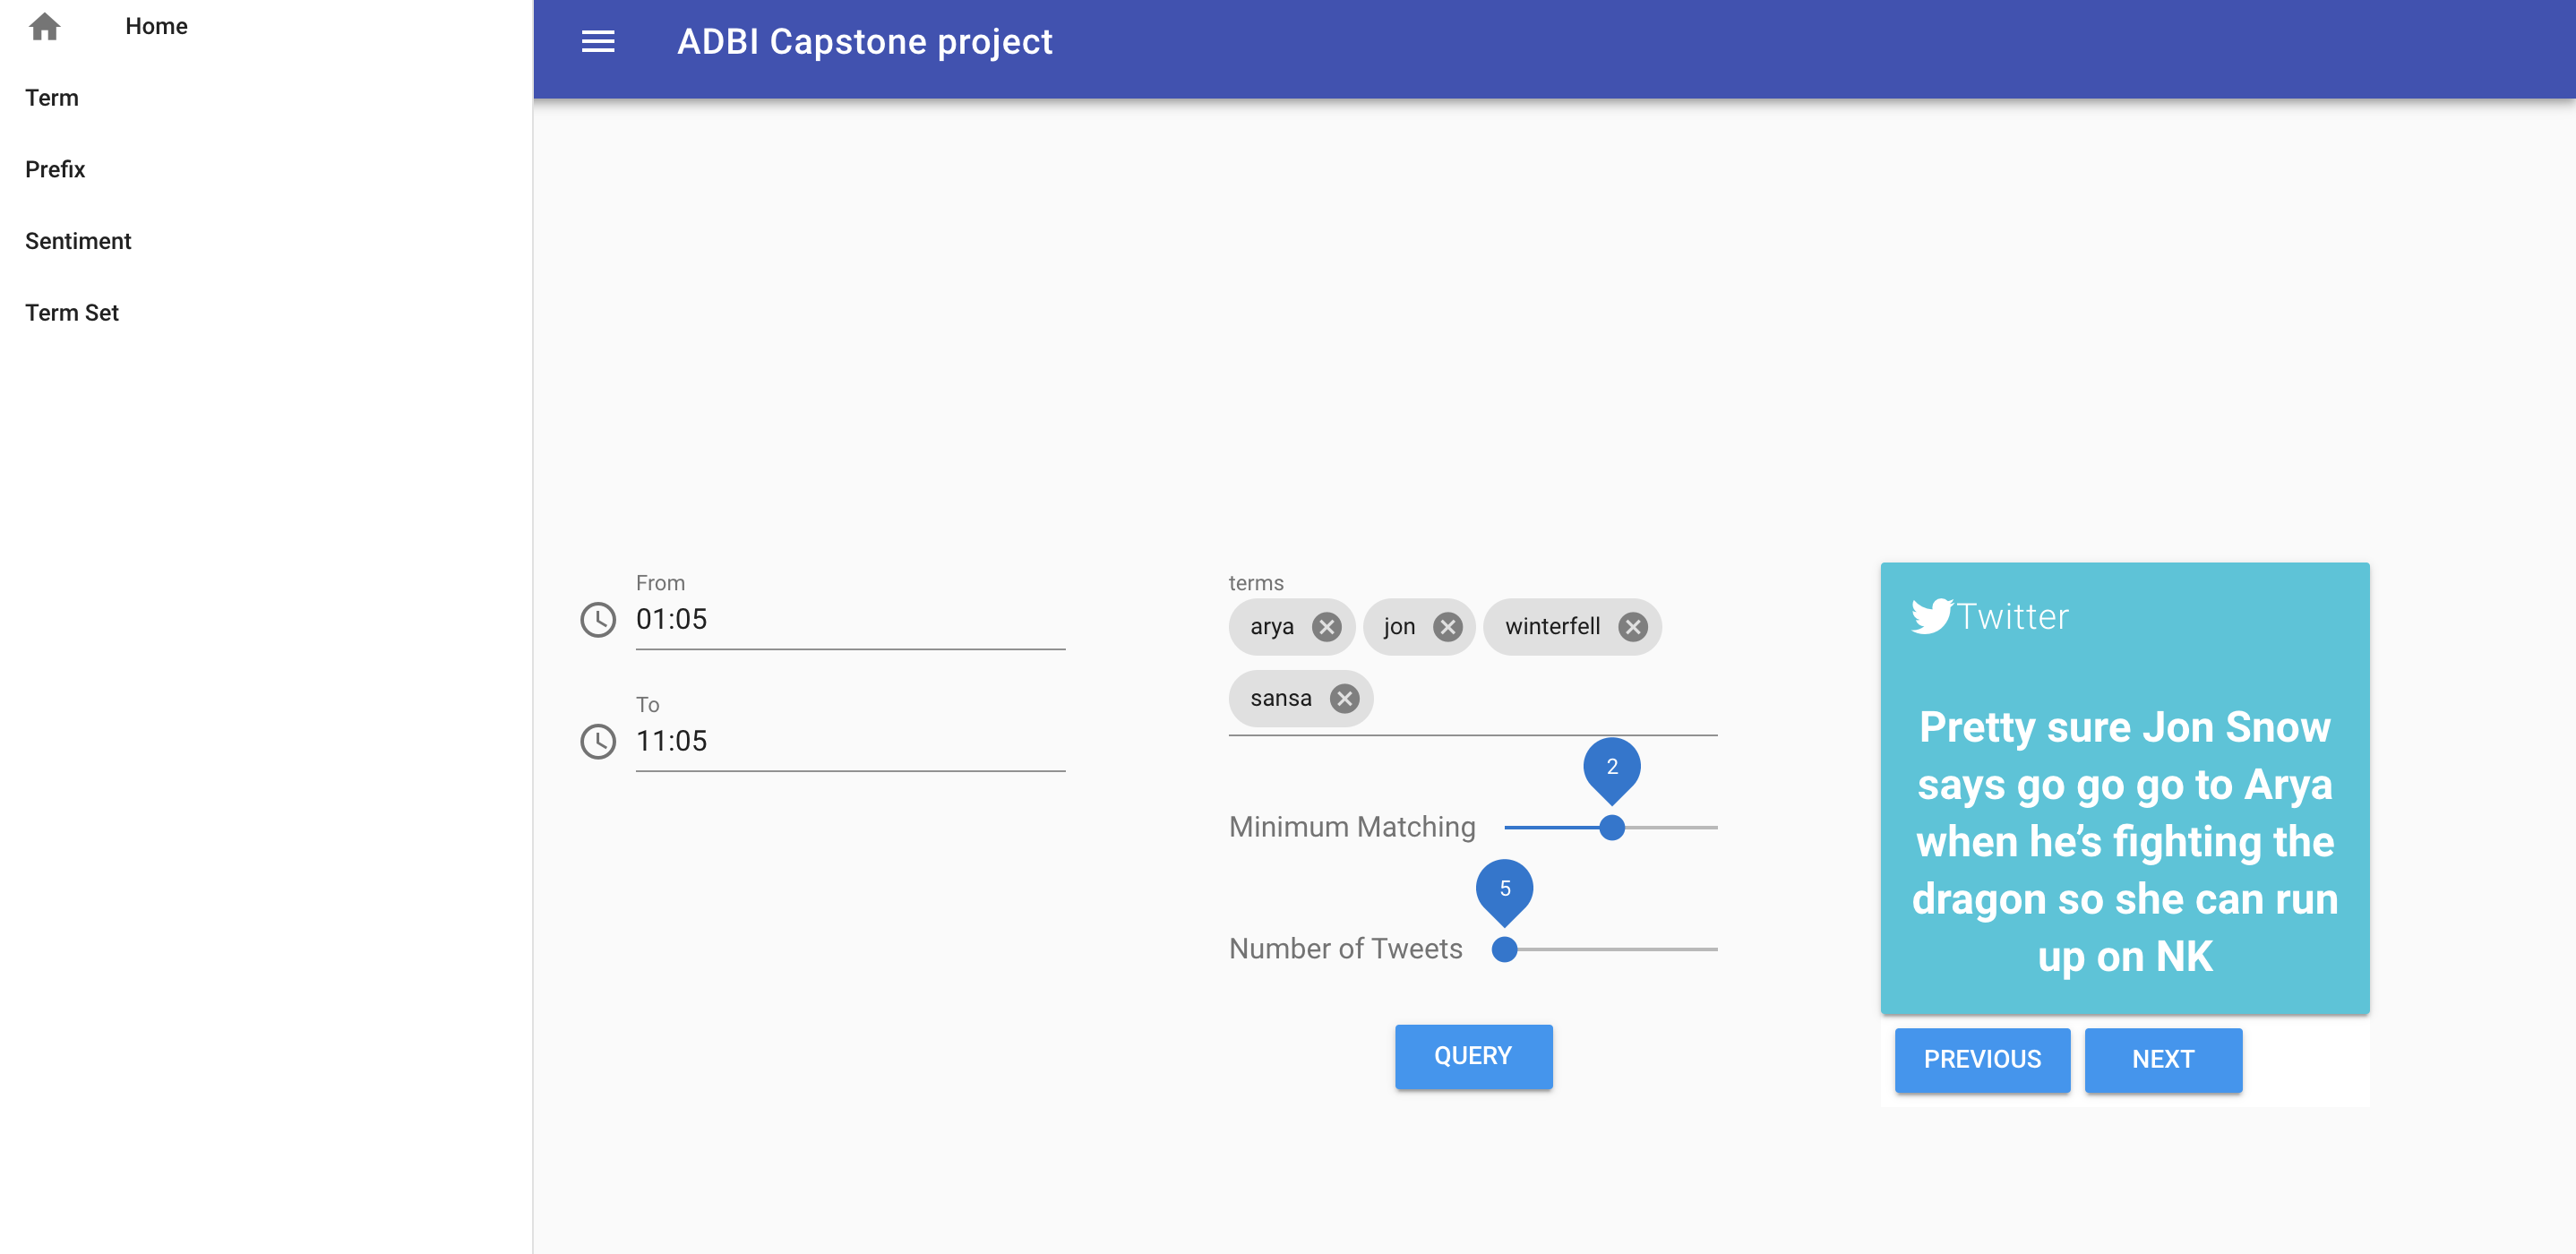 Home
Term
Prefix
Sentiment
Term Set
ADBI Capstone project
From
01:05
To
11:05
terms
arya jon winterfell
sansa
2
Minimum Matching
5
Number of Tweets
QUERY
Twitter
Pretty sure Jon Snow
says go go go to Arya
when he’s fighting the
dragon so she can run
up on NK
PREVIOUS NEXT